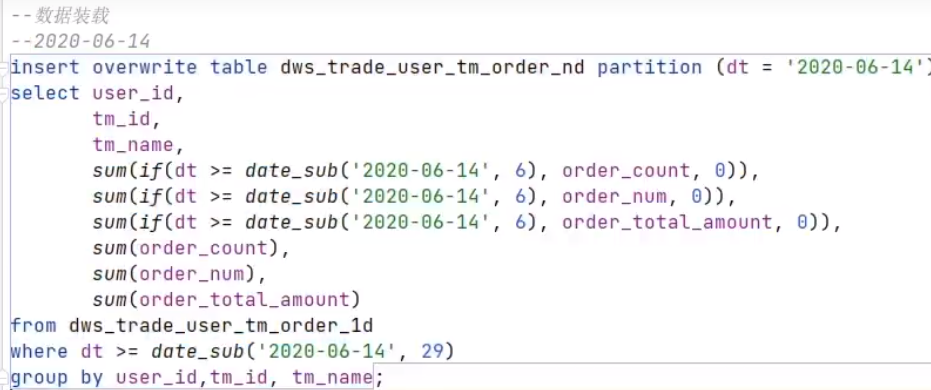 --数据装载
--2020-06-14
insert overwrite table dws_trade_user_tm_order_nd partition (dt = '2020-06-14')
select user_id,
tm_id,
tm_name,
sum(if(dt >= date_sub('2020-06-14', 6), order_count, 0)),
sum(if(dt >= date_sub('2020-06-14', 6), order_num, 0)),
sum(if(dt >= date_sub('2020-06-14', 6), order_total_amount, 0)),
sum(order_count),
sum(order_num),
sum(order_total_amount)
from dws_trade_user_tm_order_1d
where dt >= date_sub('2020-06-14', 29)
group by user_id,tm_id, tm_name;